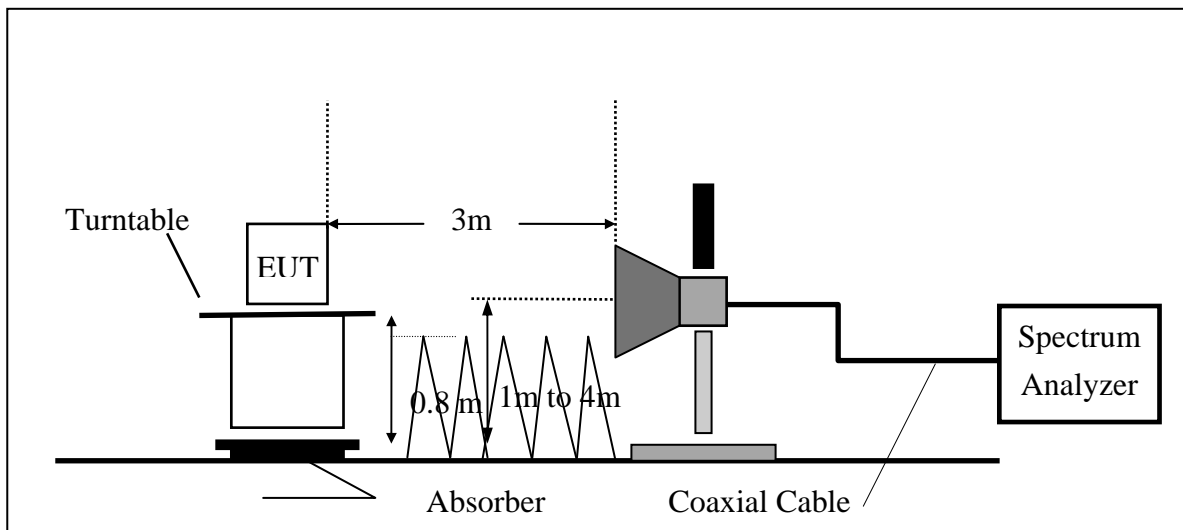 Turntable
EUT
3m
0.8 m
1m to 4m
Spectrum
Analyzer
Absorber
Coaxial Cable